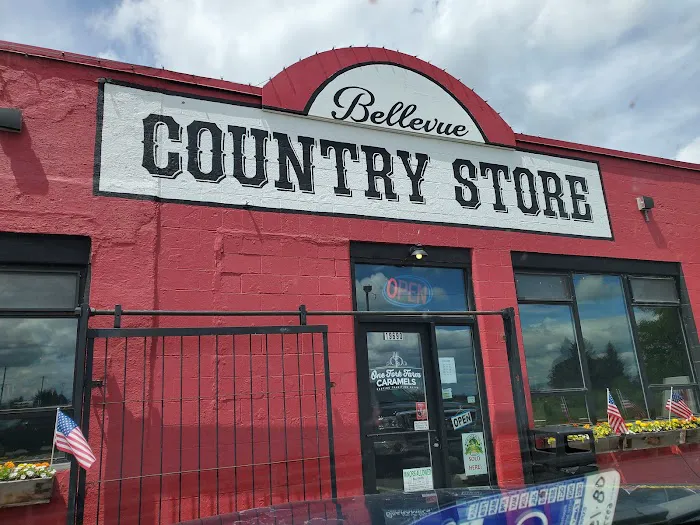 Bellevue
COUNTRY STORE
OPEN
One Fork Farm
CARAMELS
OPEN